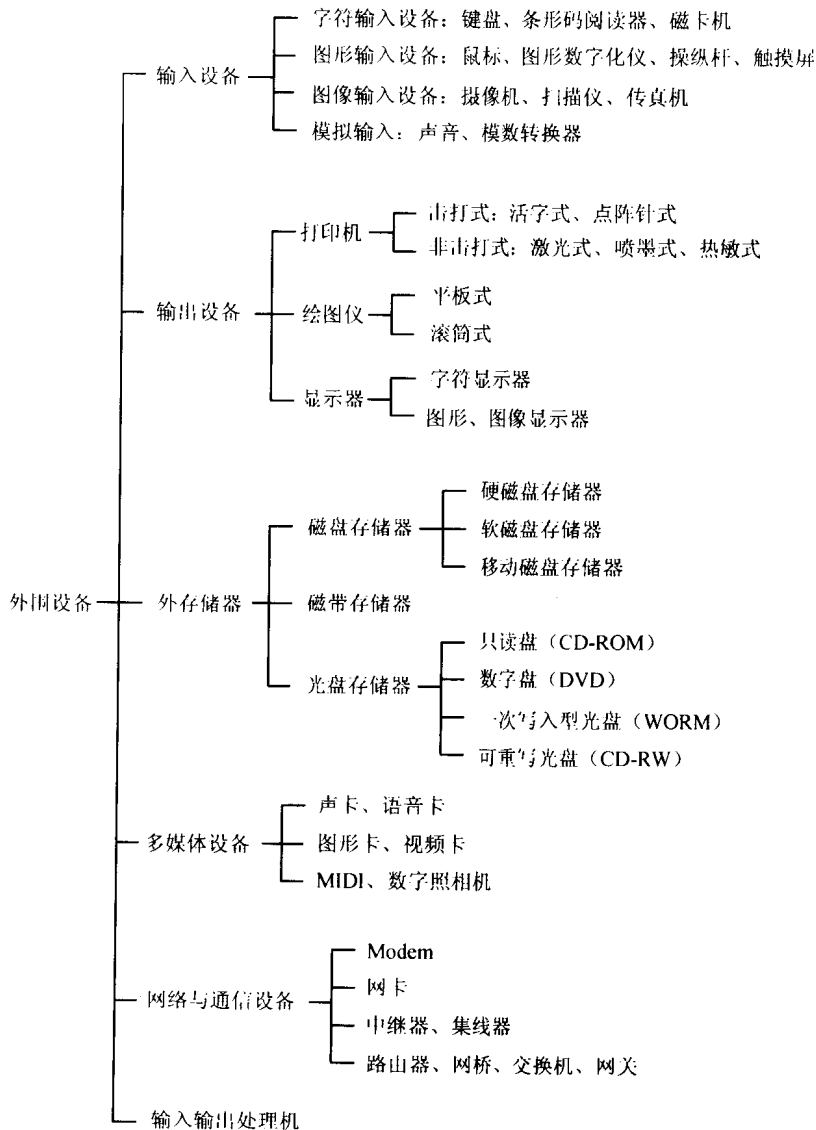 字符输入设备：键盘、条形码阅读器、磁卡机
图形输入设备：鼠标、图形数字化仪、操纵杆、触摸屏
输入设备
图像输入设备：摄像机、扫描仪、传真机
模拟输入：声音、模数转换器
击打式：活字式、点阵针式
打印机
非击打式：激光式、喷墨式、热敏式
平板式
输出设备
绘图仪
滚筒式
字符显示器
显示器
图形、图像显示器
硬磁盘存储器
磁盘存储器
软磁盘存储器
移动磁盘存储器
外围设备
外存储器
磁带存储器
只读盘（CD-ROM）
光盘存储器
数字盘（DVD）
一次写入型光盘（WORM）
可重写光盘（CD-RW）
声卡、语音卡
多媒体设备
图形卡、视频卡
MIDI、数字照相机
Modem
网卡
网络与通信设备
中继器、集线器
路由器、网桥、交换机、网关
输入输出处理机